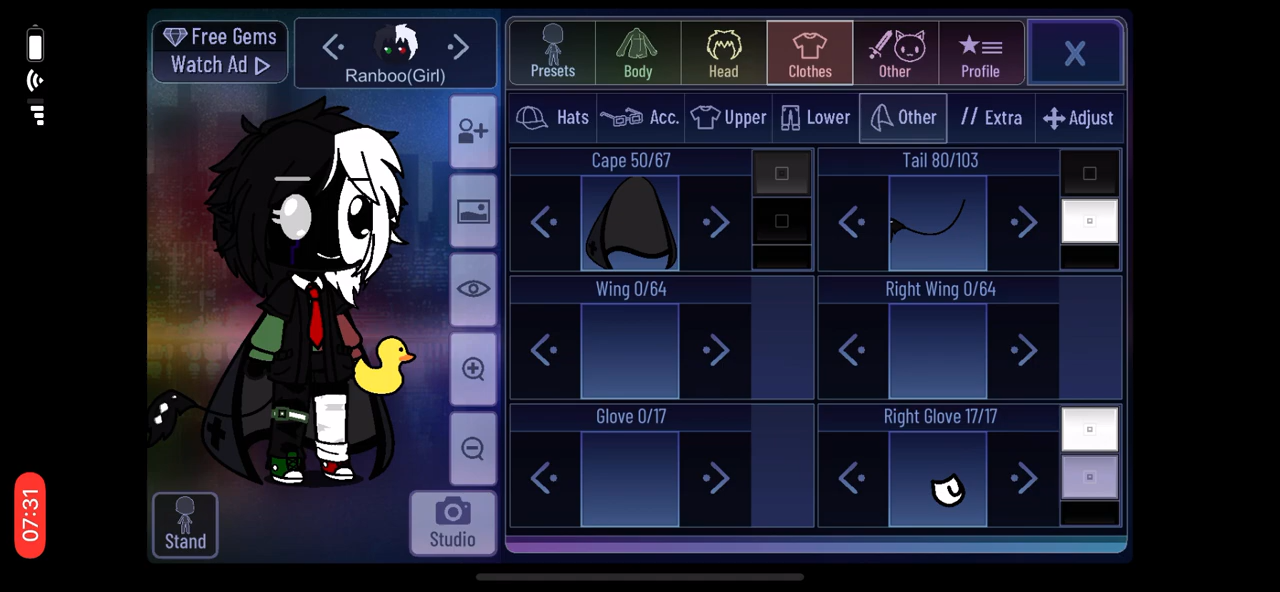 07:31
Free Gems
Watch Ad
Ranboo(Girl)
Stand
Studio
Presets
Body
Head
Clothes
Other
Profile
X
Hats
Acc.
Upper
Lower
Other
Extra
Adjust
Cape 50/67
Tail 80/103
Wing 0/64
Right Wing 0/64
Glove 0/17
Right Glove 17/17